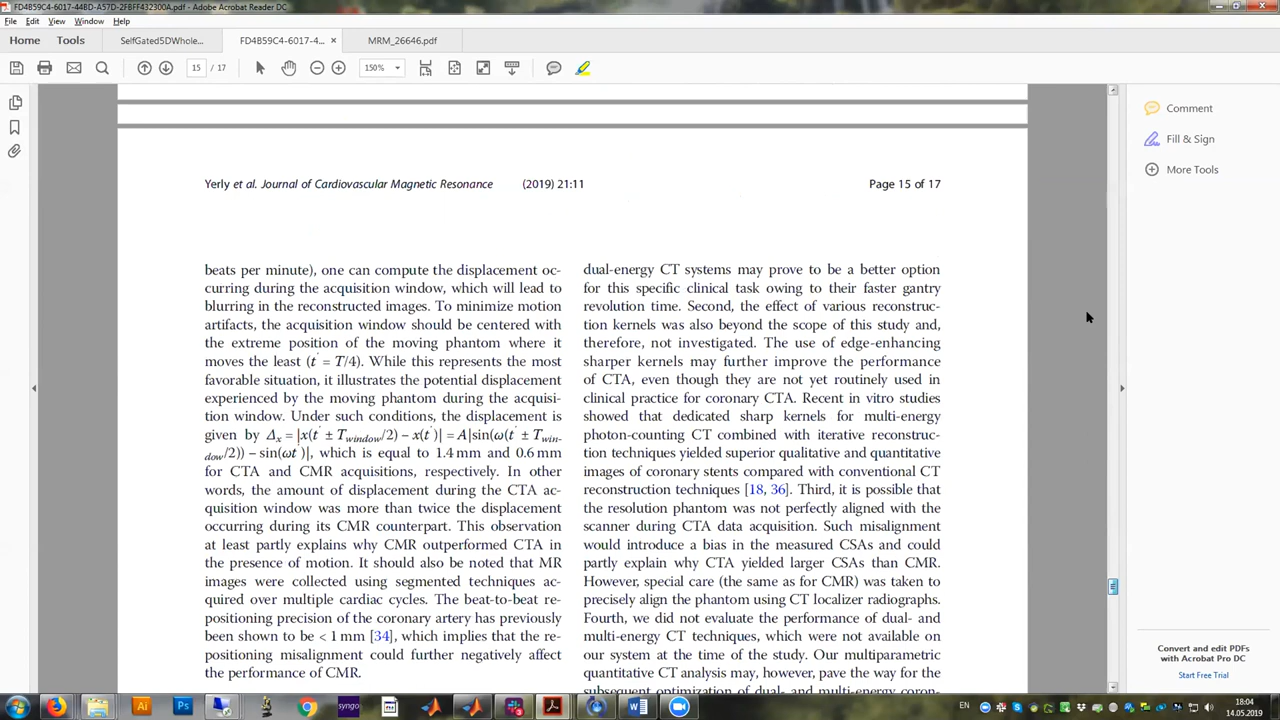 FD4B59C4-6017-44BD-A57D-2FBFF432300A.pdf - Adobe Acrobat Reader DC
File Edit View Window Help
Home Tools SelfGated5DWhole... FD4B59C4-6017-4... × MRM_26646.pdf
15 / 17 150%
Comment
Fill & Sign
More Tools
Yerly et al. Journal of Cardiovascular Magnetic Resonance (2019) 21:11 Page 15 of 17
beats per minute), one can compute the displacement oc-
curring during the acquisition window, which will lead to
blurring in the reconstructed images. To minimize motion
artifacts, the acquisition window should be centered with
the extreme position of the moving phantom where it
moves the least (t′ = T/4). While this represents the most
favorable situation, it illustrates the potential displacement
experienced by the moving phantom during the acquisi-
tion window. Under such conditions, the displacement is
given by Δx = |x(t′ ± Twindow/2) − x(t′)| = A|sin(ω(t′ ± Twin-
dow/2)) − sin(ωt′)|, which is equal to 1.4 mm and 0.6 mm
for CTA and CMR acquisitions, respectively. In other
words, the amount of displacement during the CTA ac-
quisition window was more than twice the displacement
occurring during its CMR counterpart. This observation
at least partly explains why CMR outperformed CTA in
the presence of motion. It should also be noted that MR
images were collected using segmented techniques ac-
quired over multiple cardiac cycles. The beat-to-beat re-
positioning precision of the coronary artery has previously
been shown to be < 1 mm [34], which implies that the re-
positioning misalignment could further negatively affect
the performance of CMR.
dual-energy CT systems may prove to be a better option
for this specific clinical task owing to their faster gantry
revolution time. Second, the effect of various reconstruc-
tion kernels was also beyond the scope of this study and,
therefore, not investigated. The use of edge-enhancing
sharper kernels may further improve the performance
of CTA, even though they are not yet routinely used in
clinical practice for coronary CTA. Recent in vitro studies
showed that dedicated sharp kernels for multi-energy
photon-counting CT combined with iterative reconstruc-
tion techniques yielded superior qualitative and quantitative
images of coronary stents compared with conventional CT
reconstruction techniques [18, 36]. Third, it is possible that
the resolution phantom was not perfectly aligned with the
scanner during CTA data acquisition. Such misalignment
would introduce a bias in the measured CSAs and could
partly explain why CTA yielded larger CSAs than CMR.
However, special care (the same as for CMR) was taken to
precisely align the phantom using CT localizer radiographs.
Fourth, we did not evaluate the performance of dual- and
multi-energy CT techniques, which were not available on
our system at the time of the study. Our multiparametric
quantitative CT analysis may, however, pave the way for the
subsequent optimization of dual- and multi-energy coron-
Convert and edit PDFs
with Acrobat Pro DC
Start Free Trial
Ai Ps syngo
EN 18:04
14.05.2019